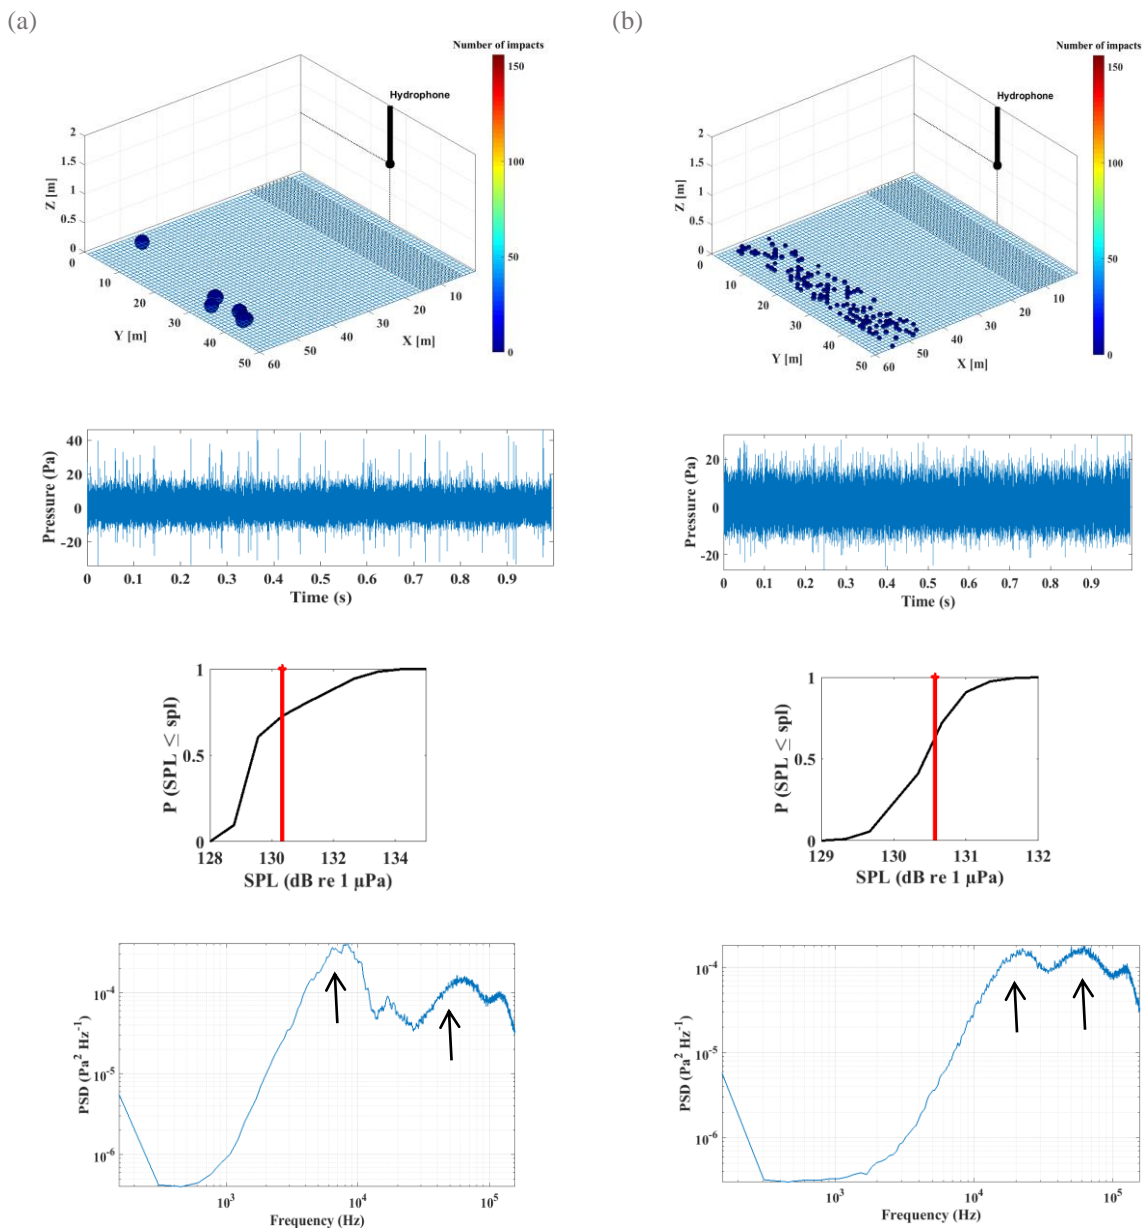 (a)
Number of impacts
150
100
50
0
Hydrophone
2
1.5
1
0.5
0
Z [m]
0
10
20
30
40
50
Y [m]
60
50
40
30
20
10
X [m]
(b)
Number of impacts
150
100
50
0
Hydrophone
2
1.5
1
0.5
0
Z [m]
0
10
20
30
40
50
Y [m]
60
50
40
30
20
10
X [m]
40
20
0
-20
Pressure (Pa)
0 0.1 0.2 0.3 0.4 0.5 0.6 0.7 0.8 0.9
Time (s)
20
0
-20
Pressure (Pa)
0 0.1 0.2 0.3 0.4 0.5 0.6 0.7 0.8 0.9
Time (s)
1
0.5
0
P (SPL ≤ spl)
128 130 132 134
SPL (dB re 1 µPa)
1
0.5
0
P (SPL ≤ spl)
129 130 131 132
SPL (dB re 1 µPa)
10⁻⁴
10⁻⁵
10⁻⁶
PSD (Pa² Hz⁻¹)
10³ 10⁴ 10⁵
Frequency (Hz)
10⁻⁴
10⁻⁵
10⁻⁶
PSD (Pa² Hz⁻¹)
10³ 10⁴ 10⁵
Frequency (Hz)